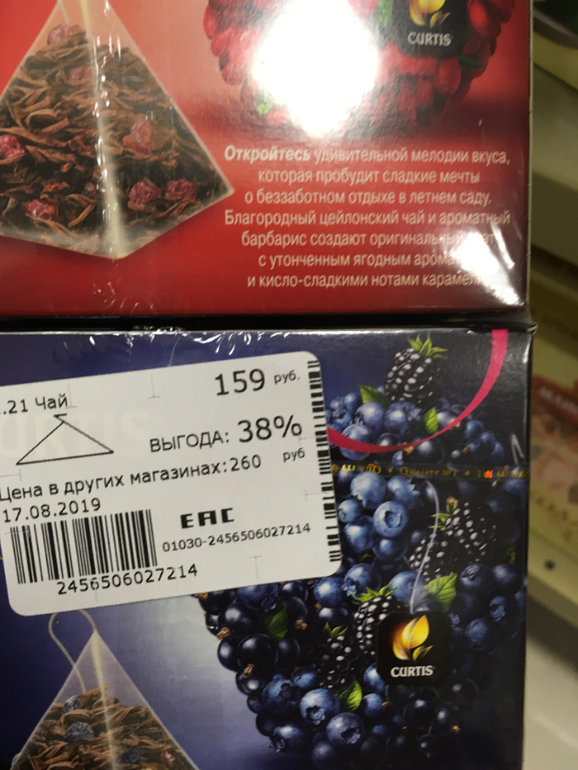 CURTIS
Откройтесь удивительной мелодии вкуса,
которая пробудит сладкие мечты
о беззаботном отдыхе в летнем саду.
Благородный цейлонский чай и ароматный
барбарис создают оригинальный
с утонченным ягодным
и кисло-сладкими нотами
159 руб.
.21 Чай
ВЫГОДА: 38%
Цена в других магазинах: 260 руб
17.08.2019
EAC
01030-2456506027214
2456506027214
CURTIS